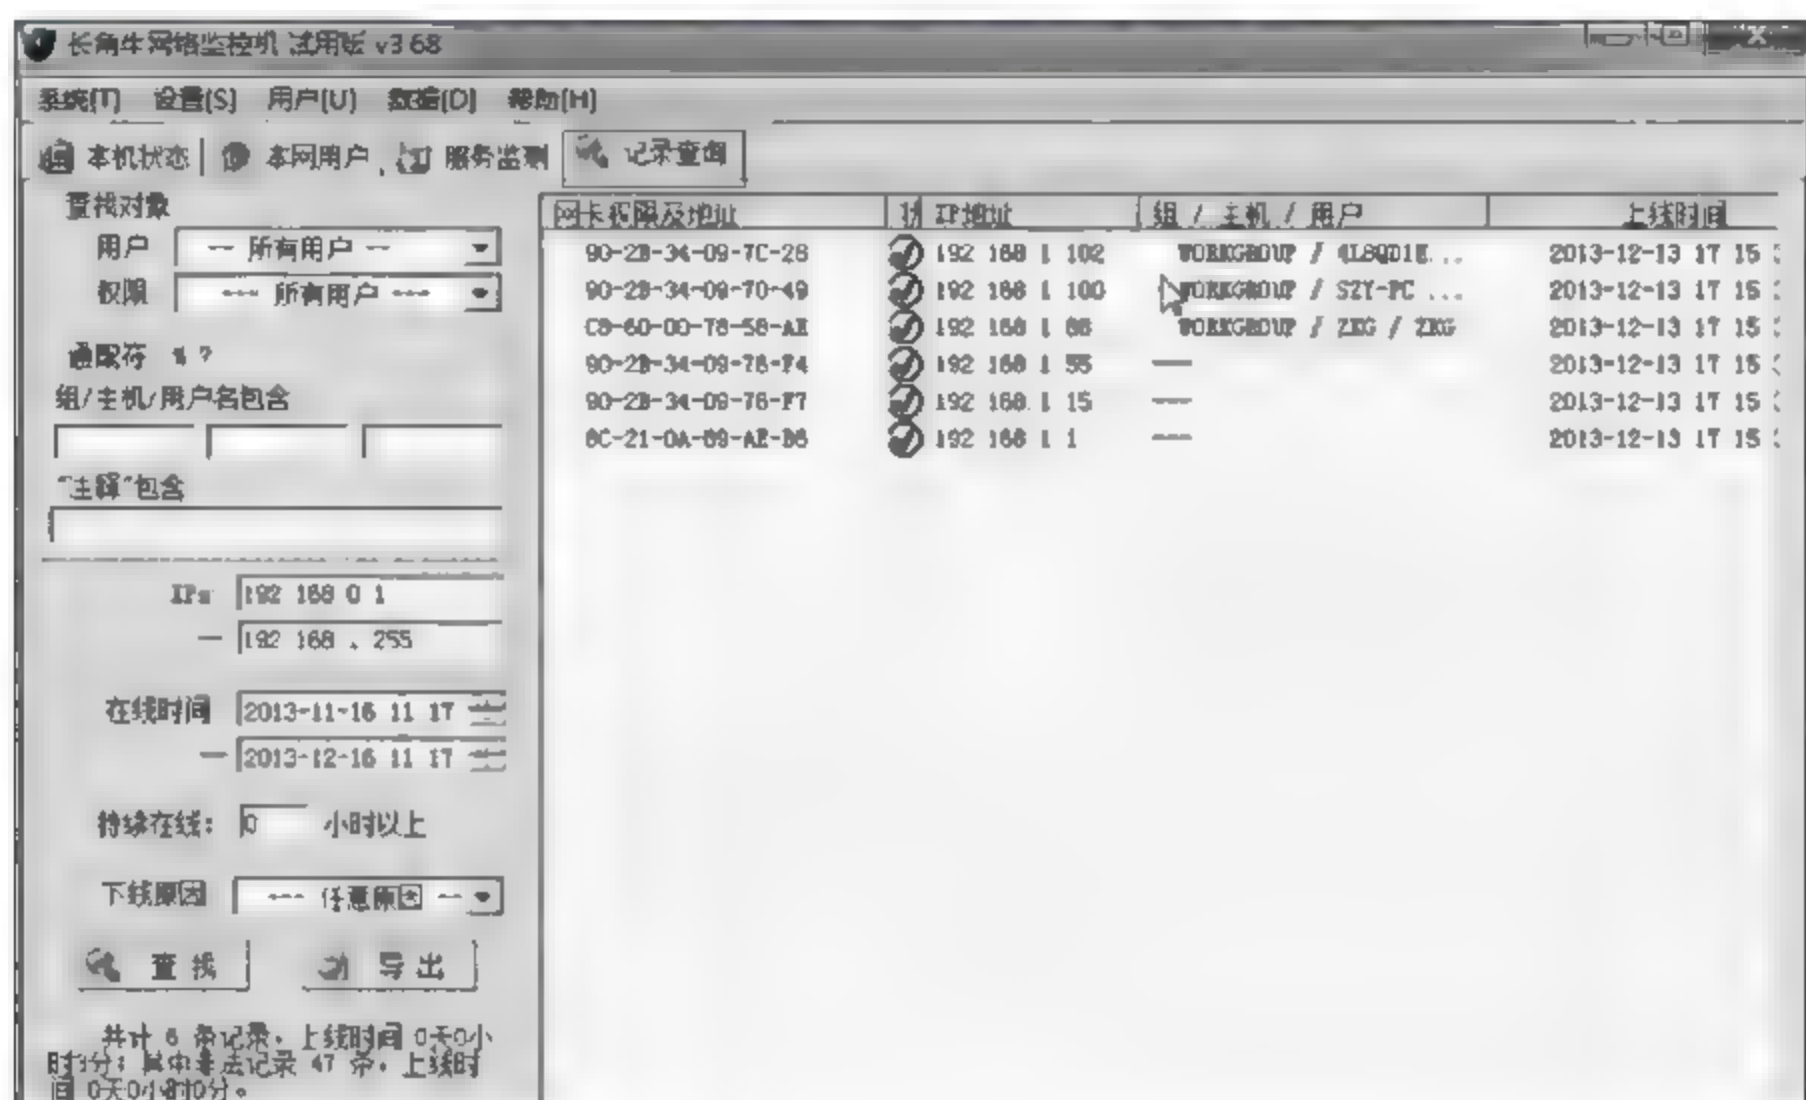 长角牛网络监控机 试用版 v3 68
系统[T] 设置[S] 用户[U] 数据[D] 帮助[H]
本机状态 本网用户 服务监测 记录查询
查找对象
用户 -- 所有用户 --
权限 --- 所有用户 ---
通配符 ?
组/主机/用户名包含
"注释"包含
IPs 192 168 0 1
— 192 168 . 255
在线时间 2013-11-16 11 17
— 2013-12-16 11 17
持续在线: 0 小时以上
下线原因 --- 任意原因 --
查找 导出
共计 6 条记录, 上线时间 0天0小
时 分; 其中非法记录 47 条, 上线时
间 0天0小时0分。
网卡权限及地址 IP地址 组 / 主机 / 用户 上线时间
90-2B-34-09-7C-28 192 168 1 102 WORKGROUP / 2013-12-13 17 15
90-2B-34-09-70-49 192 168 1 100 WORKGROUP / SZY-PC ... 2013-12-13 17 15
C8-60-00-78-58-AE 192 168 1 88 WORKGROUP / ZKG / ZKG 2013-12-13 17 15
90-2B-34-09-78-F4 192 168 1 55 --- 2013-12-13 17 15
90-2B-34-09-76-F7 192 168 1 15 --- 2013-12-13 17 15
192 168 1 1 --- 2013-12-13 17 15